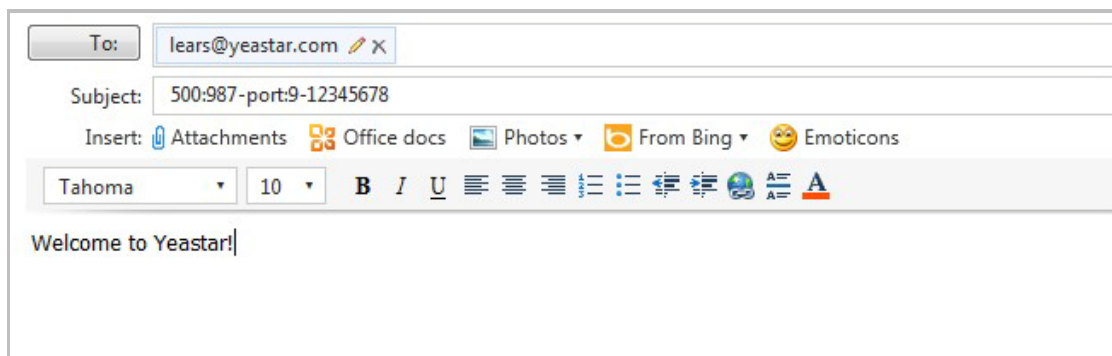 To: lears@yeastar.com
Subject: 500:987-port:9-12345678
Insert: Attachments Office docs Photos From Bing Emoticons
Tahoma 10 B I U A
Welcome to Yeastar!